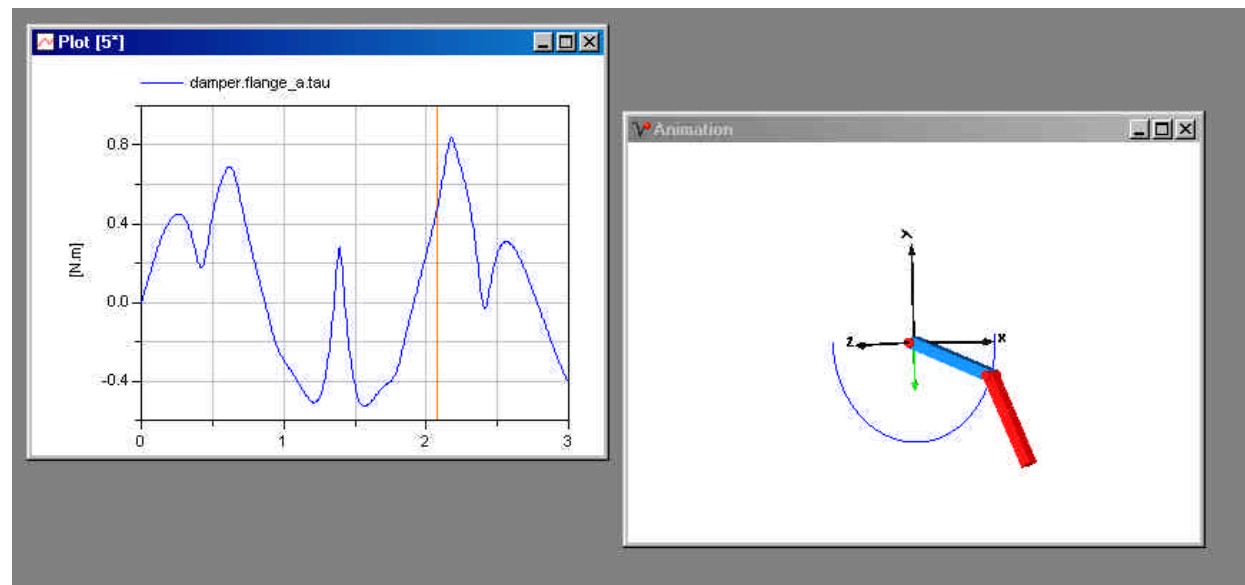 Plot [5*]
damper.flange_a.tau
0.8
0.4
0.0
-0.4
[N.m]
0
1
2
3
Animation
Y
Z
X